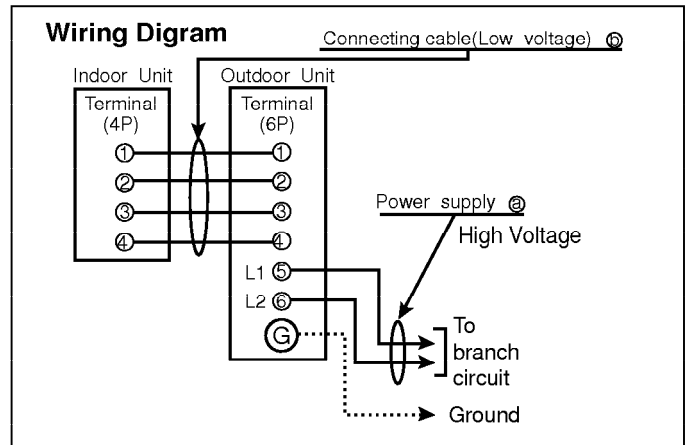 Wiring Digram
Connecting cable(Low voltage) ⓑ
Indoor Unit
Outdoor Unit
Terminal
(4P)
Terminal
(6P)
① ①
② ②
③ ③
④ ④
Power supply ⓐ
High Voltage
L1 ⑤
L2 ⑥
G
To
branch
circuit
Ground